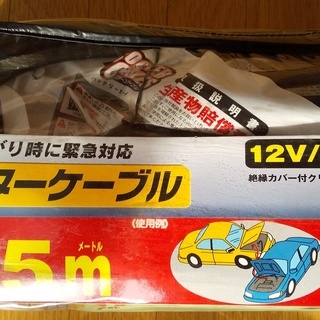 取扱説明書
産物賠償
がり時に緊急対応
ターケーブル
12V/
絶縁カバー付クリ
5m
メートル
〈使用例〉